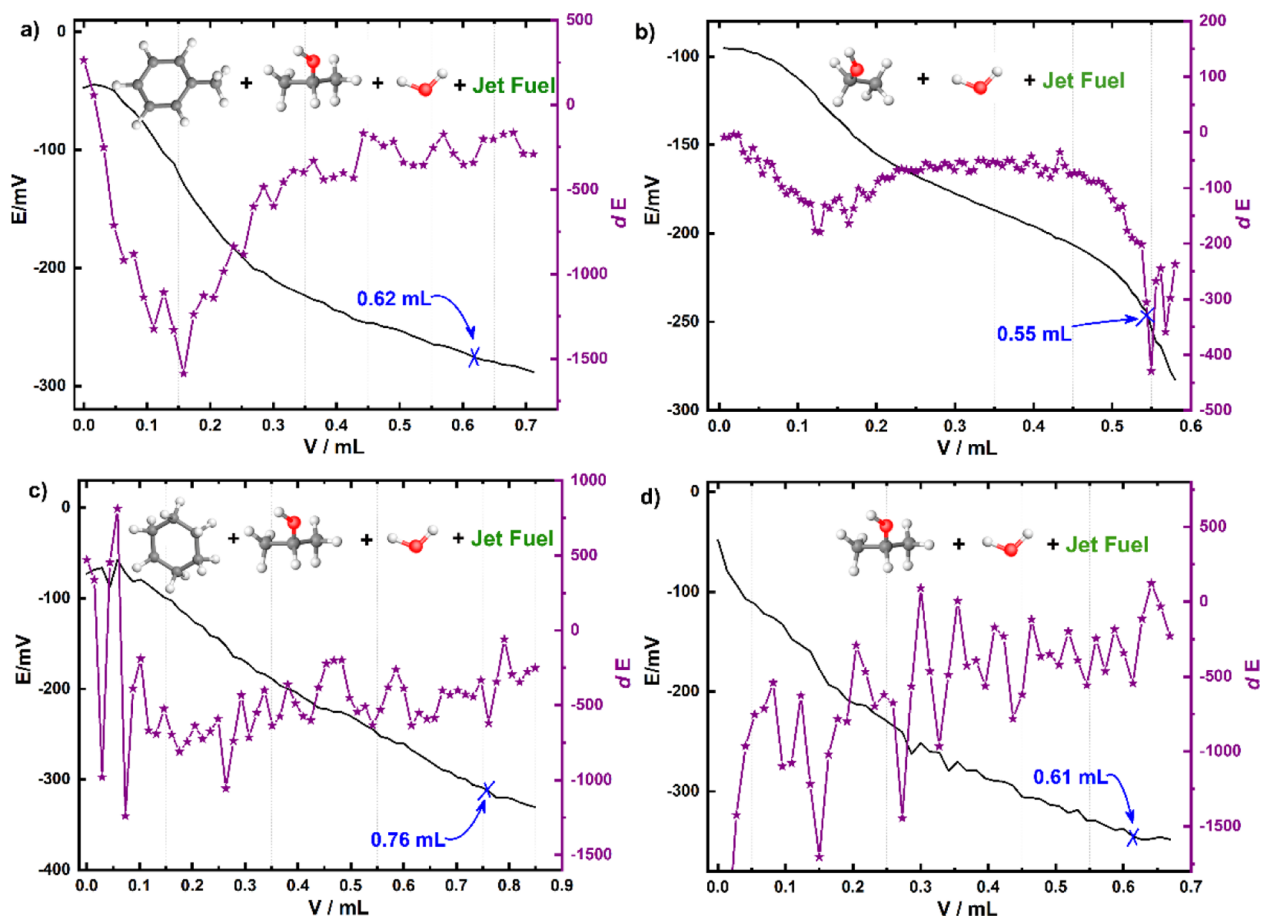 a)
+ + + Jet Fuel
0.62 mL
E/mV
0
-100
-200
-300
0.0 0.1 0.2 0.3 0.4 0.5 0.6 0.7
V / mL
500
0
-500
-1000
-1500
d E
b)
+ + Jet Fuel
0.55 mL
E/mV
-100
-150
-200
-250
-300
0.0 0.1 0.2 0.3 0.4 0.5 0.6
V / mL
200
100
0
-100
-200
-300
-400
-500
d E
c)
+ + + Jet Fuel
0.76 mL
E/mV
0
-100
-200
-300
-400
0.0 0.1 0.2 0.3 0.4 0.5 0.6 0.7 0.8 0.9
V / mL
1000
500
0
-500
-1000
-1500
d E
d)
+ + Jet Fuel
0.61 mL
E/mV
0
-100
-200
-300
0.0 0.1 0.2 0.3 0.4 0.5 0.6 0.7
V / mL
500
0
-500
-1000
-1500
d E